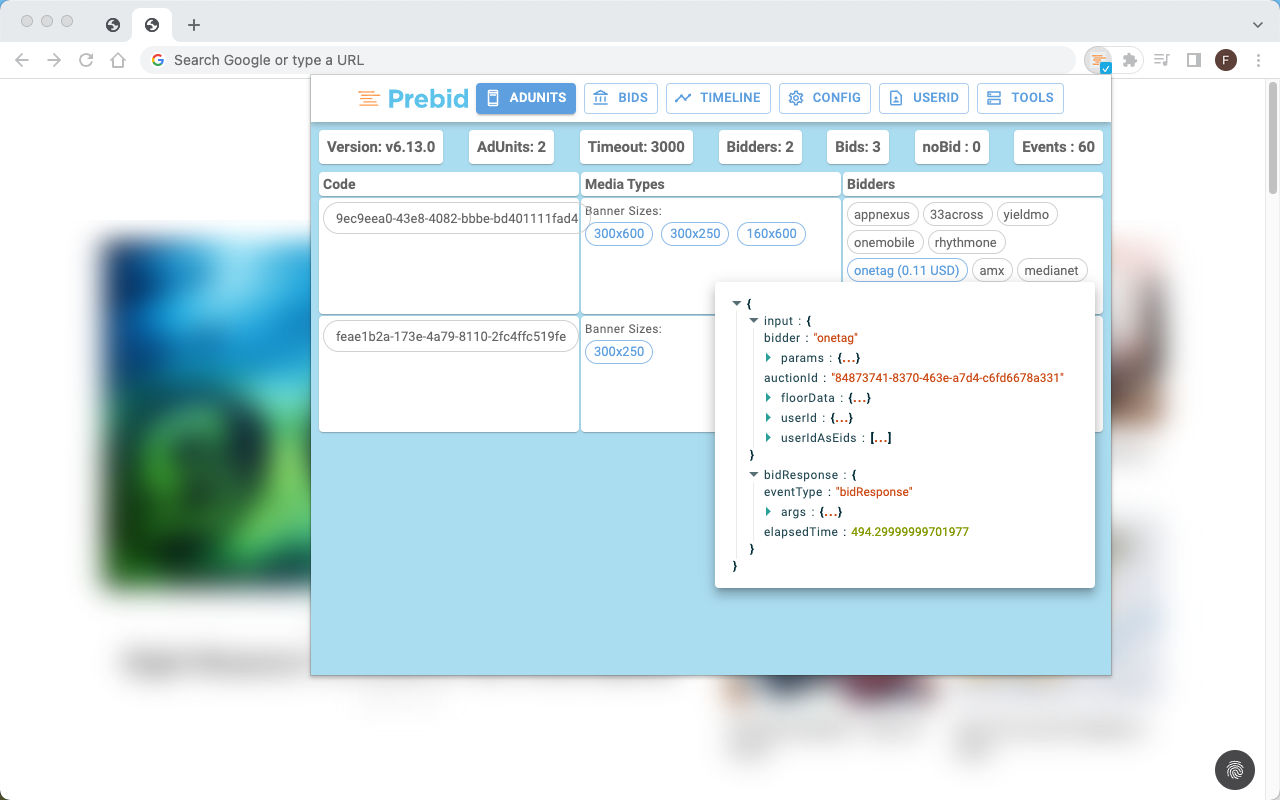 Search Google or type a URL
F
Prebid
ADUNITS
BIDS
TIMELINE
CONFIG
USERID
TOOLS
Version: v6.13.0
AdUnits: 2
Timeout: 3000
Bidders: 2
Bids: 3
noBid : 0
Events : 60
Code
Media Types
Bidders
9ec9eea0-43e8-4082-bbbe-bd401111fad4
Banner Sizes:
300x600
300x250
160x600
appnexus
33across
yieldmo
onemobile
rhythmone
onetag (0.11 USD)
amx
medianet
feae1b2a-173e-4a79-8110-2fc4ffc519fe
Banner Sizes:
300x250
{
input : {
bidder : "onetag"
params : {...}
auctionId : "84873741-8370-463e-a7d4-c6fd6678a331"
floorData : {...}
userId : {...}
userIdAsEids : [...]
}
bidResponse : {
eventType : "bidResponse"
args : {...}
elapsedTime : 494.29999999701977
}
}